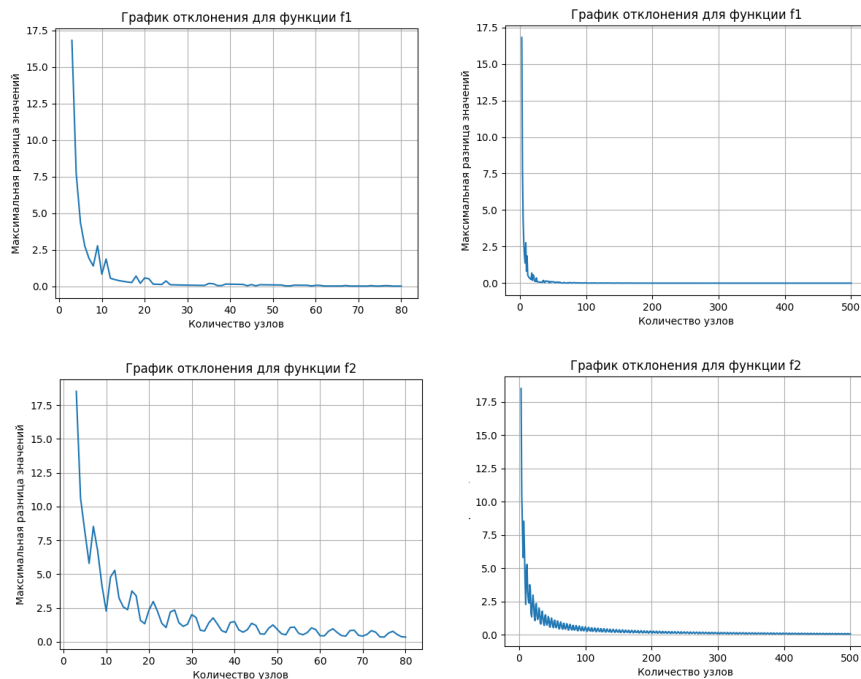 График отклонения для функции f1
Максимальная разница значений
17.5
15.0
12.5
10.0
7.5
5.0
2.5
0.0
0 10 20 30 40 50 60 70 80
Количество узлов
График отклонения для функции f1
Максимальная разница значений
17.5
15.0
12.5
10.0
7.5
5.0
2.5
0.0
0 100 200 300 400 500
Количество узлов
График отклонения для функции f2
Максимальная разница значений
17.5
15.0
12.5
10.0
7.5
5.0
2.5
0.0
0 10 20 30 40 50 60 70 80
Количество узлов
График отклонения для функции f2
17.5
15.0
12.5
10.0
7.5
5.0
2.5
0.0
0 100 200 300 400 500
Количество узлов